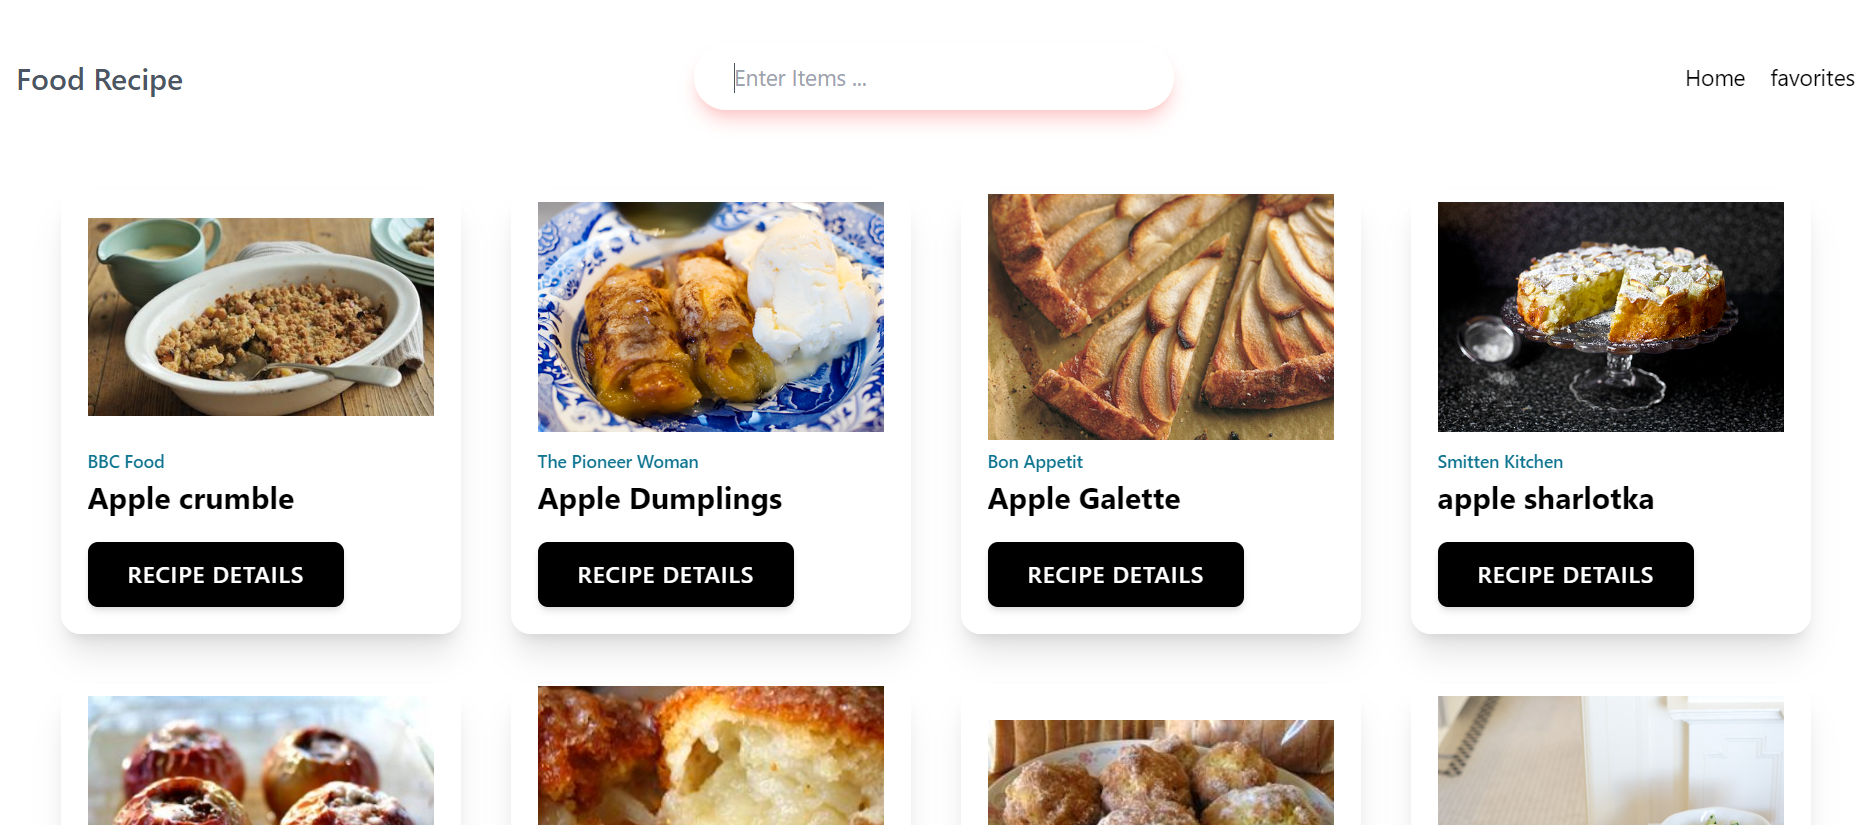 Food Recipe
Enter Items ...
Home
favorites
BBC Food
Apple crumble
RECIPE DETAILS
The Pioneer Woman
Apple Dumplings
RECIPE DETAILS
Bon Appetit
Apple Galette
RECIPE DETAILS
Smitten Kitchen
apple sharlotka
RECIPE DETAILS